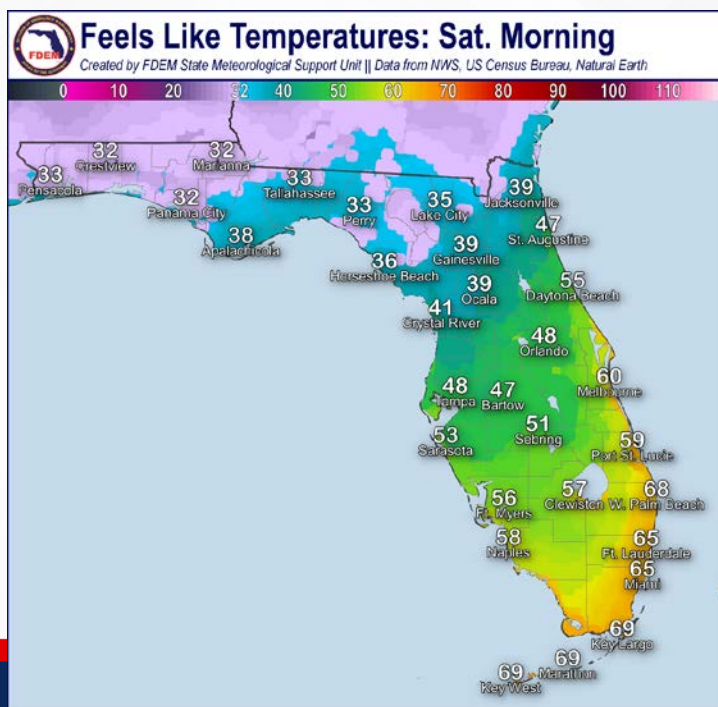 Feels Like Temperatures: Sat. Morning
Created by FDEM State Meteorological Support Unit || Data from NWS, US Census Bureau, Natural Earth
FDEM
0 10 20 32 40 50 60 70 80 90 100 110
32
Crestview
32
Marianna
33
Pensacola
33
Tallahassee
32
Panama City
33
Perry
35
Lake City
39
Jacksonville
38
Apalachicola
47
St. Augustine
39
Gainesville
36
Horseshoe Beach
39
Ocala
55
Daytona Beach
41
Crystal River
48
Orlando
48
Tampa
47
Bartow
60
Melbourne
53
Sarasota
51
Sebring
59
Port St. Lucie
56
Ft. Myers
57
Clewiston
68
W. Palm Beach
58
Naples
65
Ft. Lauderdale
65
Miami
69
Key Largo
69
Marathon
69
Key West